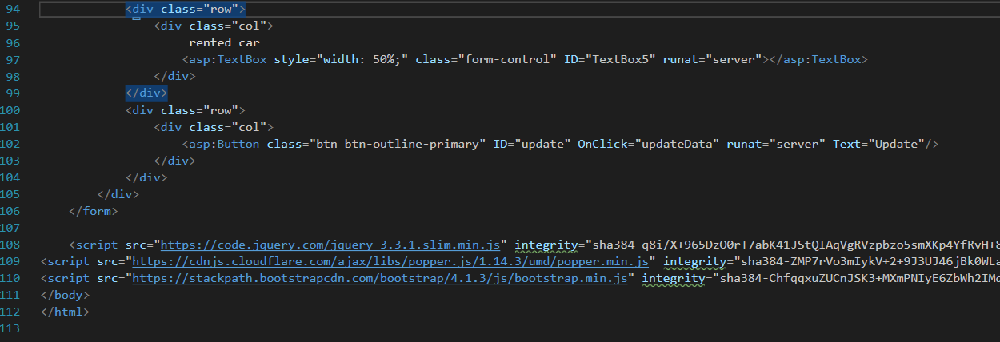 94 <div class="row">
95 <div class="col">
96 rented car
97 <asp:TextBox style="width: 50%;" class="form-control" ID="TextBox5" runat="server"></asp:TextBox>
98 </div>
99 </div>
100 <div class="row">
101 <div class="col">
102 <asp:Button class="btn btn-outline-primary" ID="update" OnClick="updateData" runat="server" Text="Update"/>
103 </div>
104 </div>
105 </div>
106 </form>
107
108 <script src="https://code.jquery.com/jquery-3.3.1.slim.min.js" integrity="sha384-q8i/X+965DzO0rT7abK41JStQIAqVgRVzpbzo5smXKp4YfRvH+8
109 <script src="https://cdnjs.cloudflare.com/ajax/libs/popper.js/1.14.3/umd/popper.min.js" integrity="sha384-ZMP7rVo3mIykV+2+9J3UJ46jBk0WLa
110 <script src="https://stackpath.bootstrapcdn.com/bootstrap/4.1.3/js/bootstrap.min.js" integrity="sha384-ChfqqxuZUCnJSK3+MXmPNIyE6ZbWh2IMq
111 </body>
112 </html>
113